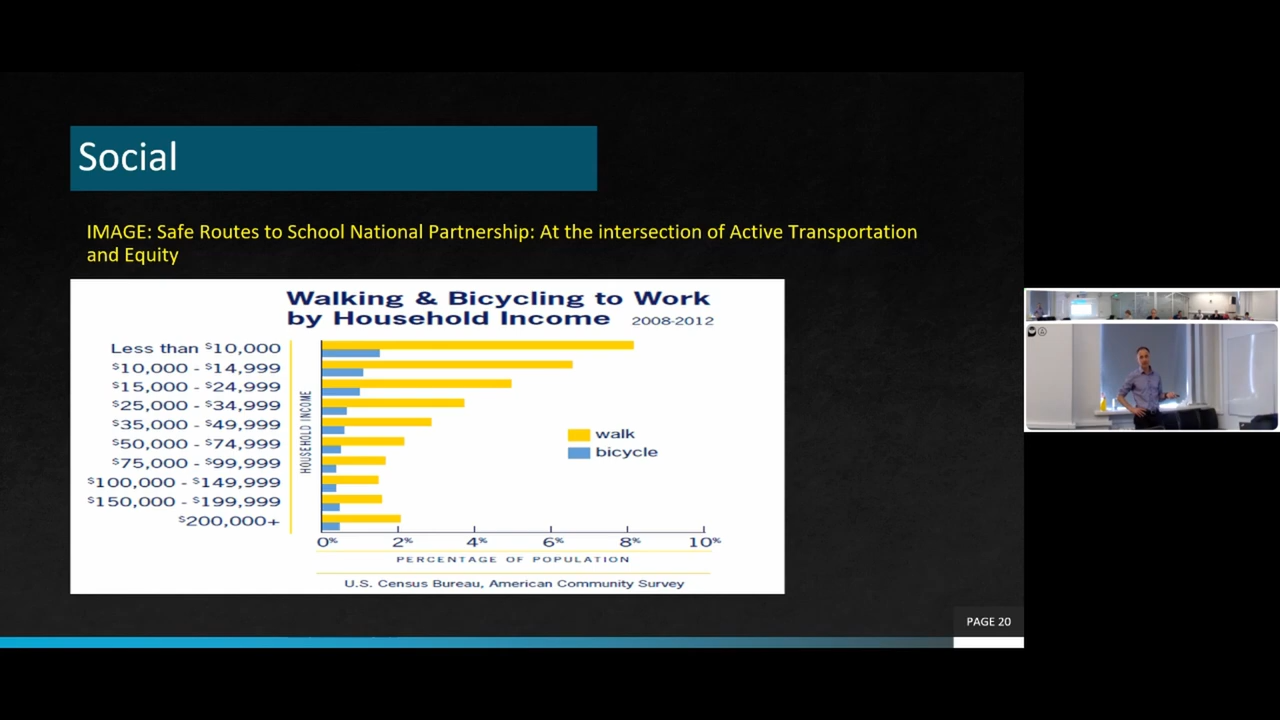 Social
IMAGE: Safe Routes to School National Partnership: At the intersection of Active Transportation
and Equity
Walking & Bicycling to Work
by Household Income 2008-2012
Less than $10,000
$10,000 - $14,999
$15,000 - $24,999
$25,000 - $34,999
$35,000 - $49,999
$50,000 - $74,999
$75,000 - $99,999
$100,000 - $149,999
$150,000 - $199,999
$200,000+
HOUSEHOLD INCOME
walk
bicycle
0% 2% 4% 6% 8% 10%
PERCENTAGE OF POPULATION
U.S. Census Bureau, American Community Survey
PAGE 20